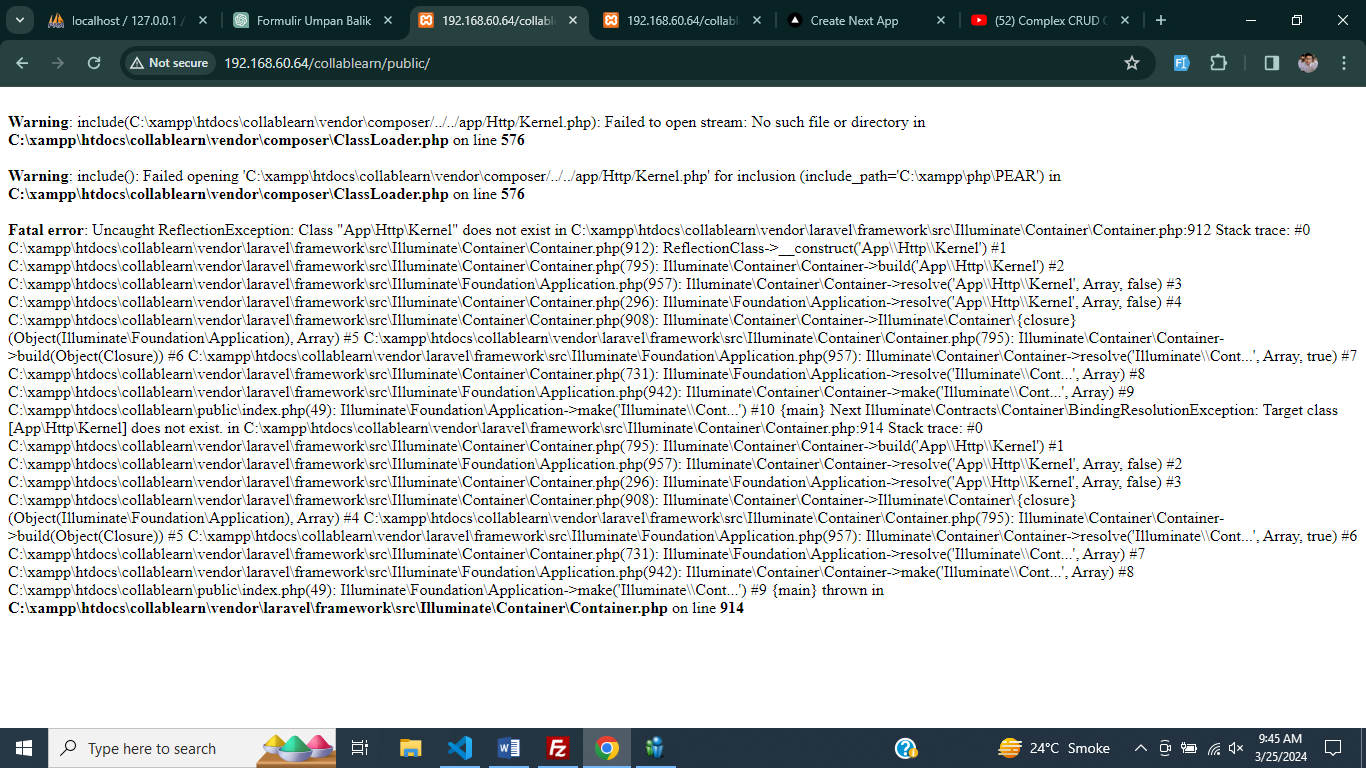 localhost / 127.0.0.1 /
Formulir Umpan Balik
192.168.60.64/collabl
192.168.60.64/collabl
Create Next App
(52) Complex CRUD
Not secure
192.168.60.64/collablearn/public/
Warning: include(C:\xampp\htdocs\collablearn\vendor\composer/../../app/Http/Kernel.php): Failed to open stream: No such file or directory in
C:\xampp\htdocs\collablearn\vendor\composer\ClassLoader.php on line 576
Warning: include(): Failed opening 'C:\xampp\htdocs\collablearn\vendor\composer/../../app/Http/Kernel.php' for inclusion (include_path='C:\xampp\php\PEAR') in
C:\xampp\htdocs\collablearn\vendor\composer\ClassLoader.php on line 576
Fatal error: Uncaught ReflectionException: Class "App\Http\Kernel" does not exist in C:\xampp\htdocs\collablearn\vendor\laravel\framework\src\Illuminate\Container\Container.php:912 Stack trace: #0
C:\xampp\htdocs\collablearn\vendor\laravel\framework\src\Illuminate\Container\Container.php(912): ReflectionClass->__construct('App\\Http\\Kernel') #1
C:\xampp\htdocs\collablearn\vendor\laravel\framework\src\Illuminate\Container\Container.php(795): Illuminate\Container\Container->build('App\\Http\\Kernel') #2
C:\xampp\htdocs\collablearn\vendor\laravel\framework\src\Illuminate\Foundation\Application.php(957): Illuminate\Container\Container->resolve('App\\Http\\Kernel', Array, false) #3
C:\xampp\htdocs\collablearn\vendor\laravel\framework\src\Illuminate\Container\Container.php(296): Illuminate\Foundation\Application->resolve('App\\Http\\Kernel', Array, false) #4
C:\xampp\htdocs\collablearn\vendor\laravel\framework\src\Illuminate\Container\Container.php(908): Illuminate\Container\Container->Illuminate\Container\{closure}
(Object(Illuminate\Foundation\Application), Array) #5 C:\xampp\htdocs\collablearn\vendor\laravel\framework\src\Illuminate\Container\Container.php(795): Illuminate\Container\Container-
>build(Object(Closure)) #6 C:\xampp\htdocs\collablearn\vendor\laravel\framework\src\Illuminate\Foundation\Application.php(957): Illuminate\Container\Container->resolve('Illuminate\\Cont...', Array, true) #7
C:\xampp\htdocs\collablearn\vendor\laravel\framework\src\Illuminate\Container\Container.php(731): Illuminate\Foundation\Application->resolve('Illuminate\\Cont...', Array) #8
C:\xampp\htdocs\collablearn\vendor\laravel\framework\src\Illuminate\Foundation\Application.php(942): Illuminate\Container\Container->make('Illuminate\\Cont...', Array) #9
C:\xampp\htdocs\collablearn\public\index.php(49): Illuminate\Foundation\Application->make('Illuminate\\Cont...') #10 {main} Next Illuminate\Contracts\Container\BindingResolutionException: Target class
[App\Http\Kernel] does not exist. in C:\xampp\htdocs\collablearn\vendor\laravel\framework\src\Illuminate\Container\Container.php:914 Stack trace: #0
C:\xampp\htdocs\collablearn\vendor\laravel\framework\src\Illuminate\Container\Container.php(795): Illuminate\Container\Container->build('App\\Http\\Kernel') #1
C:\xampp\htdocs\collablearn\vendor\laravel\framework\src\Illuminate\Foundation\Application.php(957): Illuminate\Container\Container->resolve('App\\Http\\Kernel', Array, false) #2
C:\xampp\htdocs\collablearn\vendor\laravel\framework\src\Illuminate\Container\Container.php(296): Illuminate\Foundation\Application->resolve('App\\Http\\Kernel', Array, false) #3
C:\xampp\htdocs\collablearn\vendor\laravel\framework\src\Illuminate\Container\Container.php(908): Illuminate\Container\Container->Illuminate\Container\{closure}
(Object(Illuminate\Foundation\Application), Array) #4 C:\xampp\htdocs\collablearn\vendor\laravel\framework\src\Illuminate\Container\Container.php(795): Illuminate\Container\Container-
>build(Object(Closure)) #5 C:\xampp\htdocs\collablearn\vendor\laravel\framework\src\Illuminate\Foundation\Application.php(957): Illuminate\Container\Container->resolve('Illuminate\\Cont...', Array, true) #6
C:\xampp\htdocs\collablearn\vendor\laravel\framework\src\Illuminate\Container\Container.php(731): Illuminate\Foundation\Application->resolve('Illuminate\\Cont...', Array) #7
C:\xampp\htdocs\collablearn\vendor\laravel\framework\src\Illuminate\Foundation\Application.php(942): Illuminate\Container\Container->make('Illuminate\\Cont...', Array) #8
C:\xampp\htdocs\collablearn\public\index.php(49): Illuminate\Foundation\Application->make('Illuminate\\Cont...') #9 {main} thrown in
C:\xampp\htdocs\collablearn\vendor\laravel\framework\src\Illuminate\Container\Container.php on line 914
Type here to search
24°C Smoke
9:45 AM
3/25/2024